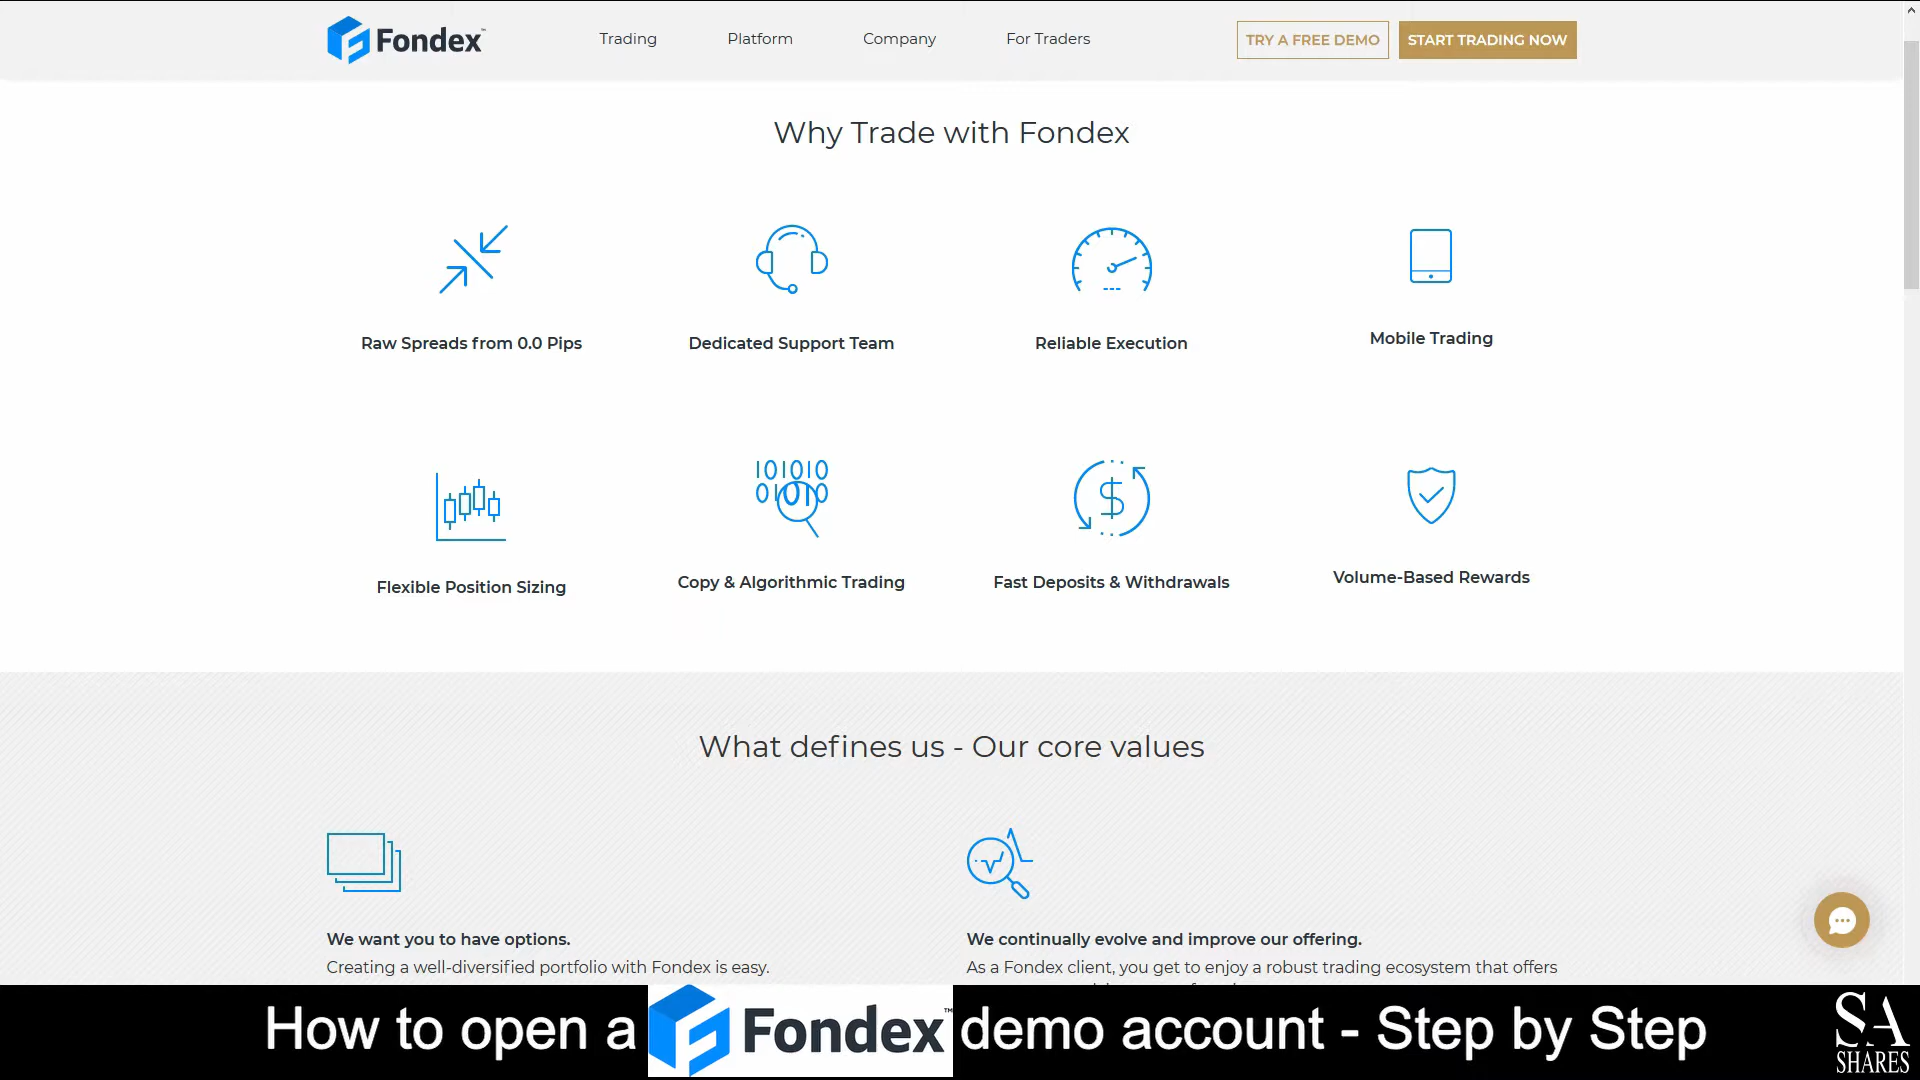 Fondex™
Trading
Platform
Company
For Traders
TRY A FREE DEMO
START TRADING NOW
Why Trade with Fondex
Raw Spreads from 0.0 Pips
Dedicated Support Team
Reliable Execution
Mobile Trading
101010
01010
Flexible Position Sizing
Copy & Algorithmic Trading
Fast Deposits & Withdrawals
Volume-Based Rewards
What defines us - Our core values
We want you to have options.
Creating a well-diversified portfolio with Fondex is easy.
We continually evolve and improve our offering.
As a Fondex client, you get to enjoy a robust trading ecosystem that offers
How to open a Fondex™ demo account - Step by Step
SA
SHARES